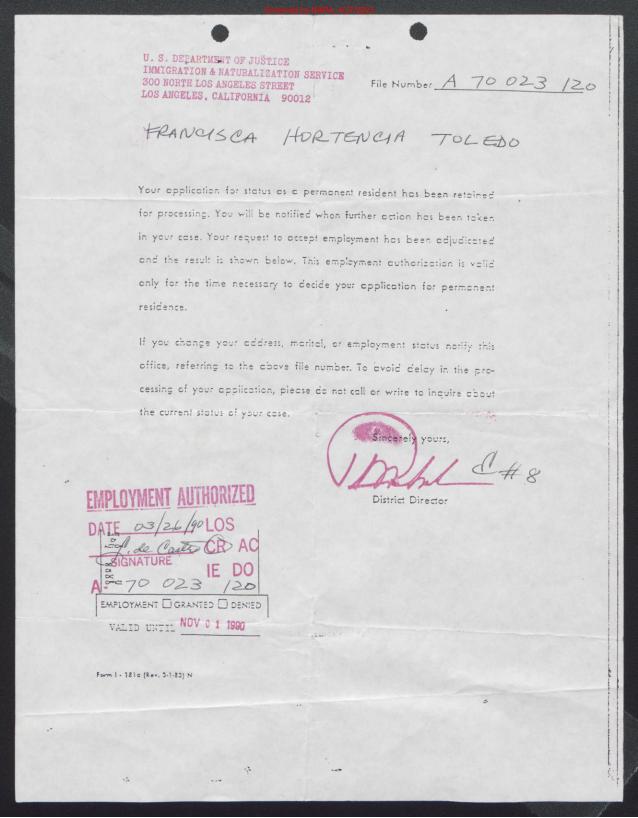 U. S. DEPARTMENT OF JUSTICE
IMMIGRATION & NATURALIZATION SERVICE
300 NORTH LOS ANGELES STREET
LOS ANGELES, CALIFORNIA 90012
File Number A 70 023 120
FRANCISCA HORTENCIA TOLEDO
Your application for status as a permanent resident has been retained
for processing. You will be notified when further action has been taken
in your case. Your request to accept employment has been adjudicated
and the result is shown below. This employment authorization is valid
only for the time necessary to decide your application for permanent
residence.
If you change your address, marital, or employment status notify this
office, referring to the above file number. To avoid delay in the pro-
cessing of your application, please do not call or write to inquire about
the current status of your case.
Sincerely yours,
C #8
District Director
EMPLOYMENT AUTHORIZED
DATE 03/26/90 LOS
J. de Castro CR AC
SIGNATURE IE DO
A 70 023 120
EMPLOYMENT ☐ GRANTED ☐ DENIED
VALID UNTIL NOV 01 1990
Form I-181a (Rev. 5-1-83) N